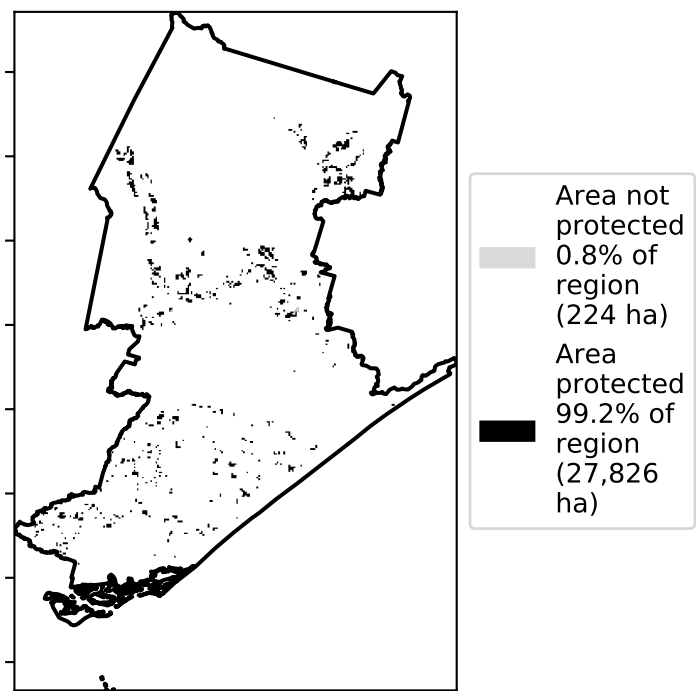 Area not
protected
0.8% of
region
(224 ha)
Area
protected
99.2% of
region
(27,826
ha)